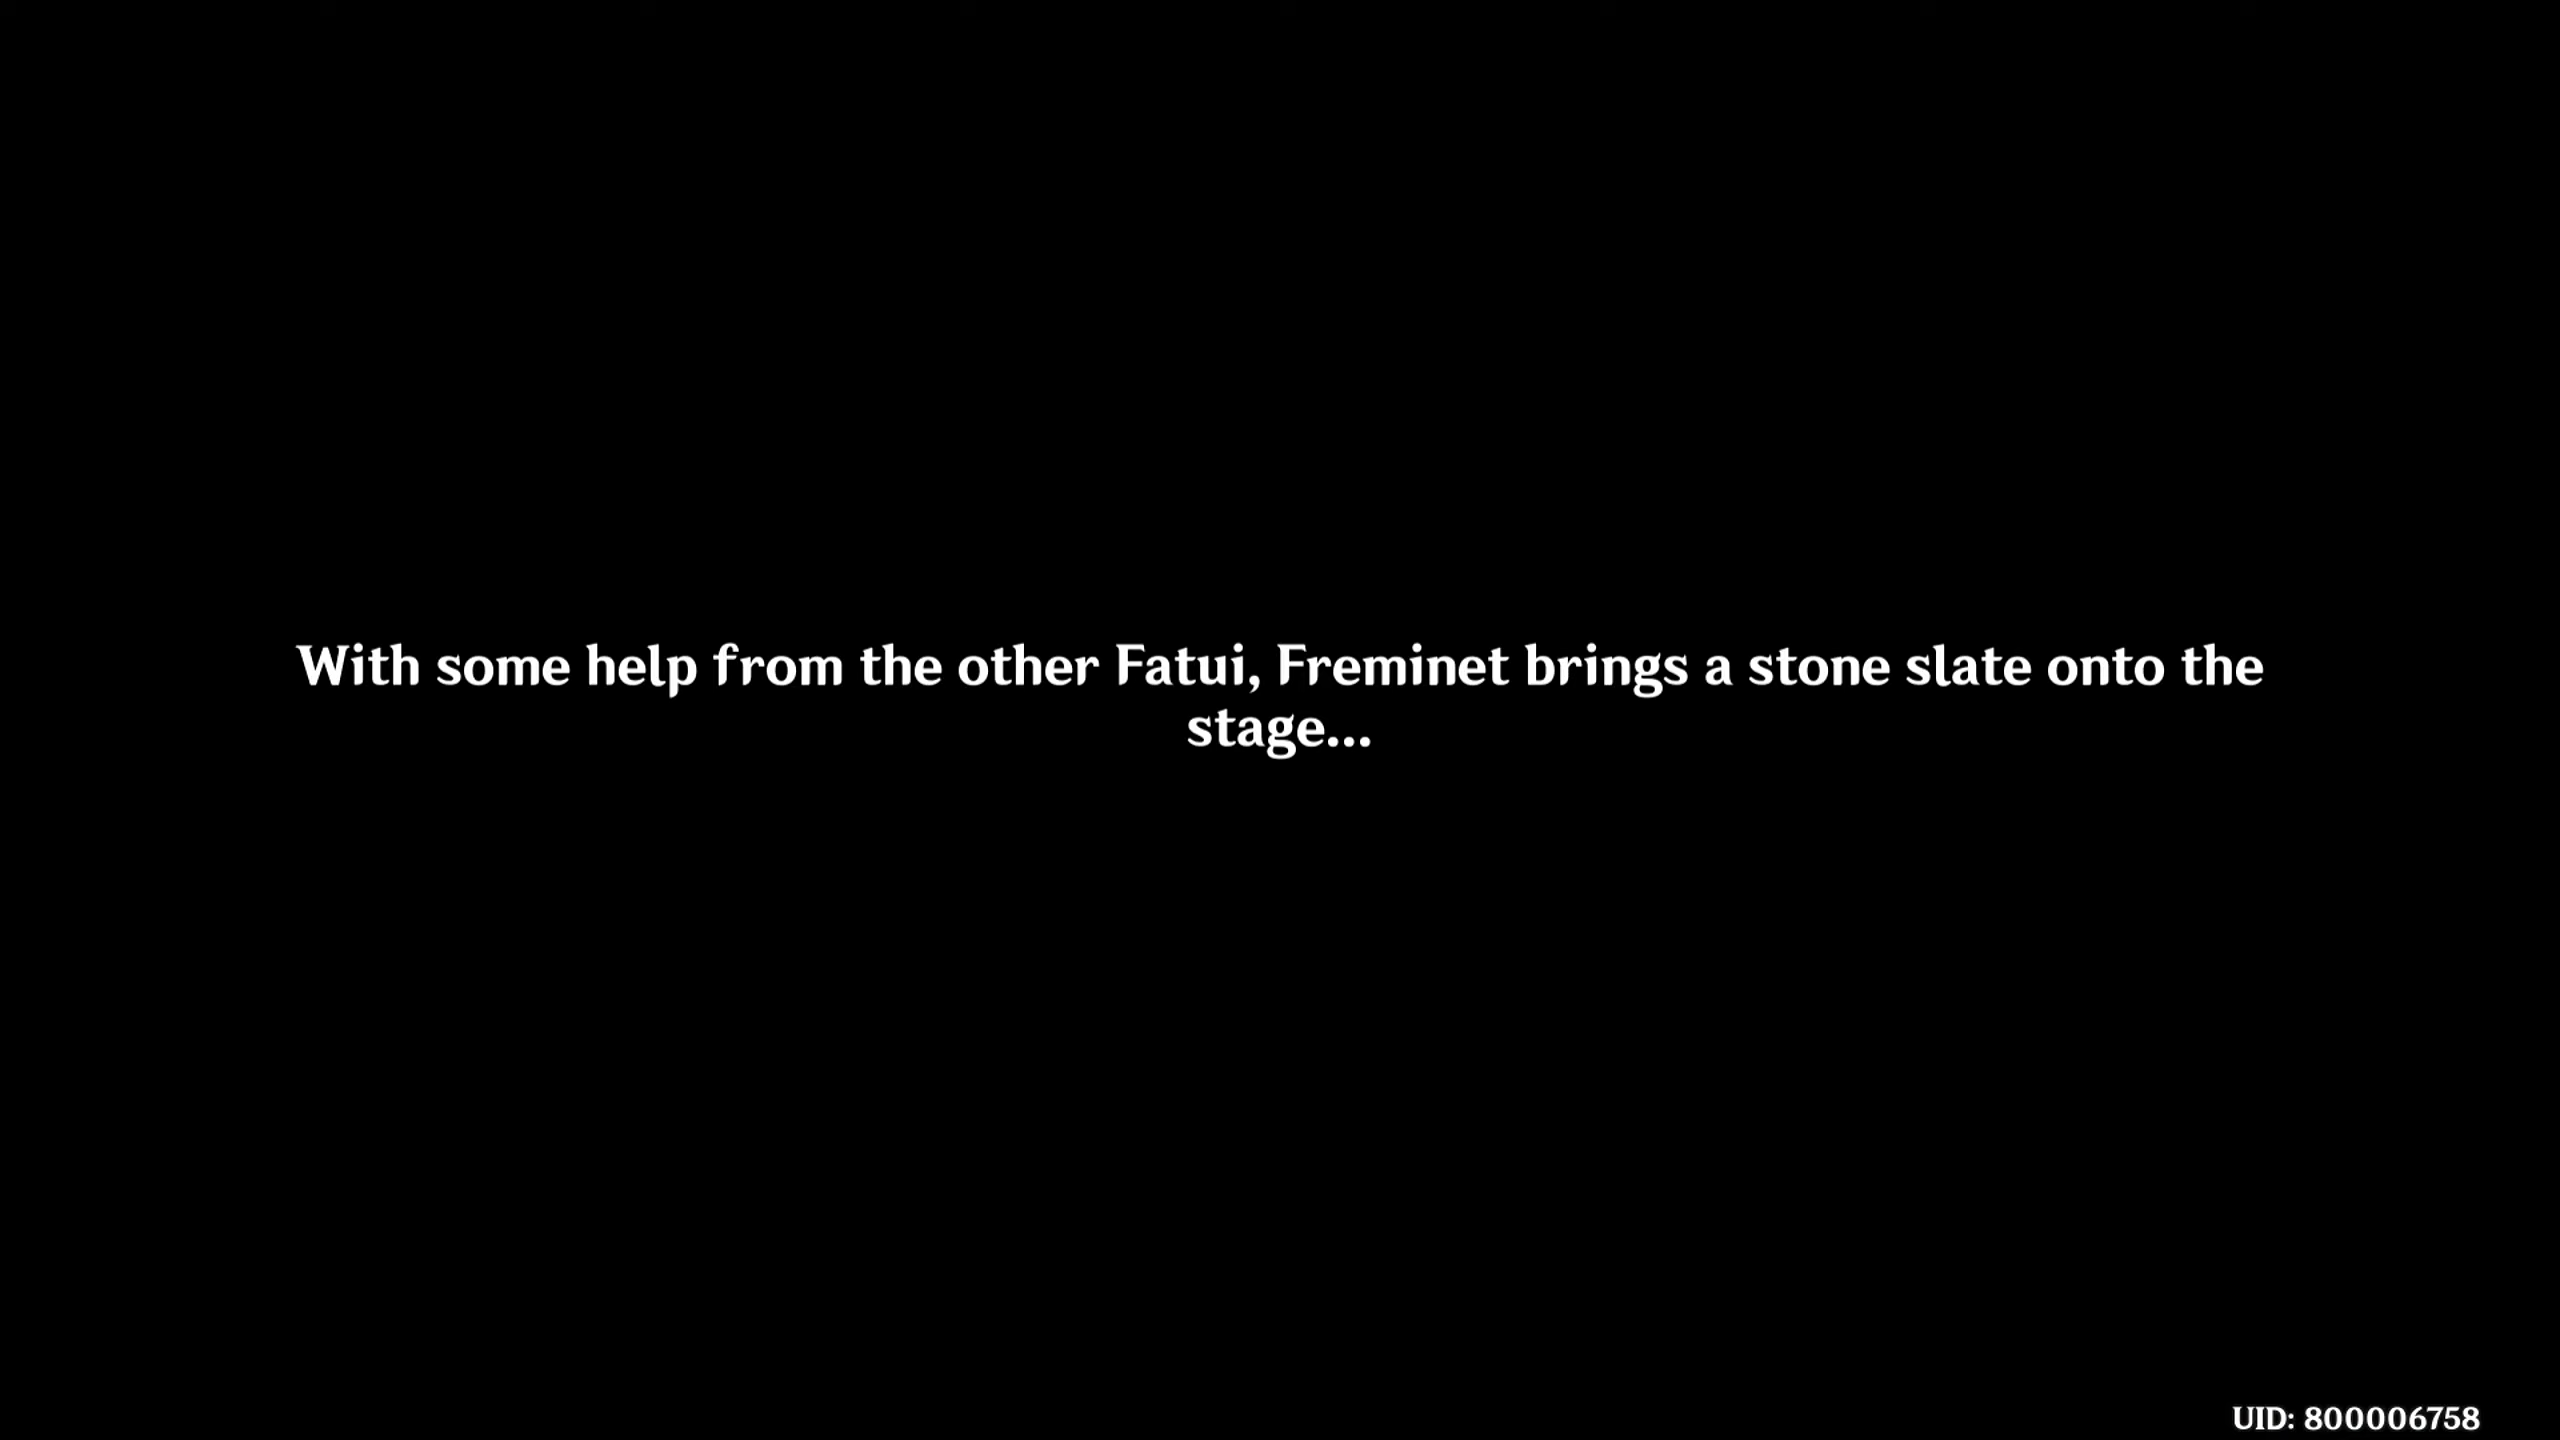 With some help from the other Fatui, Freminet brings a stone slate onto the
stage...
UID: 800006758